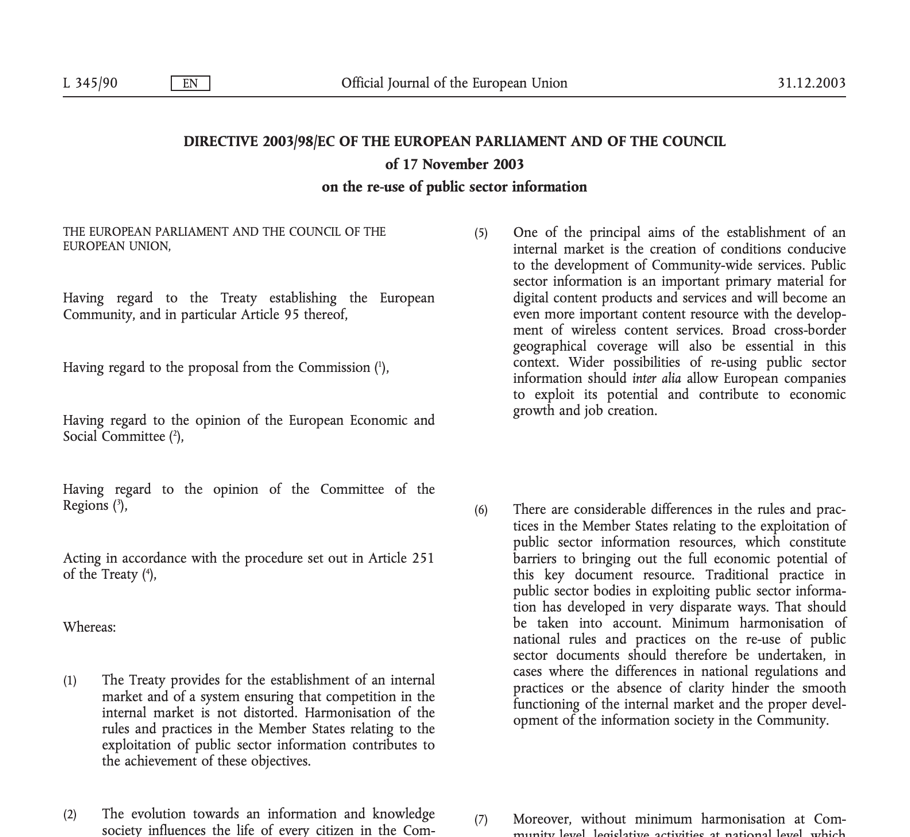 L 345/90
EN
Official Journal of the European Union
31.12.2003
DIRECTIVE 2003/98/EC OF THE EUROPEAN PARLIAMENT AND OF THE COUNCIL
of 17 November 2003
on the re-use of public sector information
THE EUROPEAN PARLIAMENT AND THE COUNCIL OF THE
EUROPEAN UNION,
Having regard to the Treaty establishing the European
Community, and in particular Article 95 thereof,
Having regard to the proposal from the Commission (¹),
Having regard to the opinion of the European Economic and
Social Committee (²),
Having regard to the opinion of the Committee of the
Regions (³),
Acting in accordance with the procedure set out in Article 251
of the Treaty (⁴),
Whereas:
(1) The Treaty provides for the establishment of an internal
market and of a system ensuring that competition in the
internal market is not distorted. Harmonisation of the
rules and practices in the Member States relating to the
exploitation of public sector information contributes to
the achievement of these objectives.
(2) The evolution towards an information and knowledge
society influences the life of every citizen in the Com-
(5) One of the principal aims of the establishment of an
internal market is the creation of conditions conducive
to the development of Community-wide services. Public
sector information is an important primary material for
digital content products and services and will become an
even more important content resource with the develop-
ment of wireless content services. Broad cross-border
geographical coverage will also be essential in this
context. Wider possibilities of re-using public sector
information should inter alia allow European companies
to exploit its potential and contribute to economic
growth and job creation.
(6) There are considerable differences in the rules and prac-
tices in the Member States relating to the exploitation of
public sector information resources, which constitute
barriers to bringing out the full economic potential of
this key document resource. Traditional practice in
public sector bodies in exploiting public sector informa-
tion has developed in very disparate ways. That should
be taken into account. Minimum harmonisation of
national rules and practices on the re-use of public
sector documents should therefore be undertaken, in
cases where the differences in national regulations and
practices or the absence of clarity hinder the smooth
functioning of the internal market and the proper devel-
opment of the information society in the Community.
(7) Moreover, without minimum harmonisation at Com-
munity level, legislative activities at national level, which